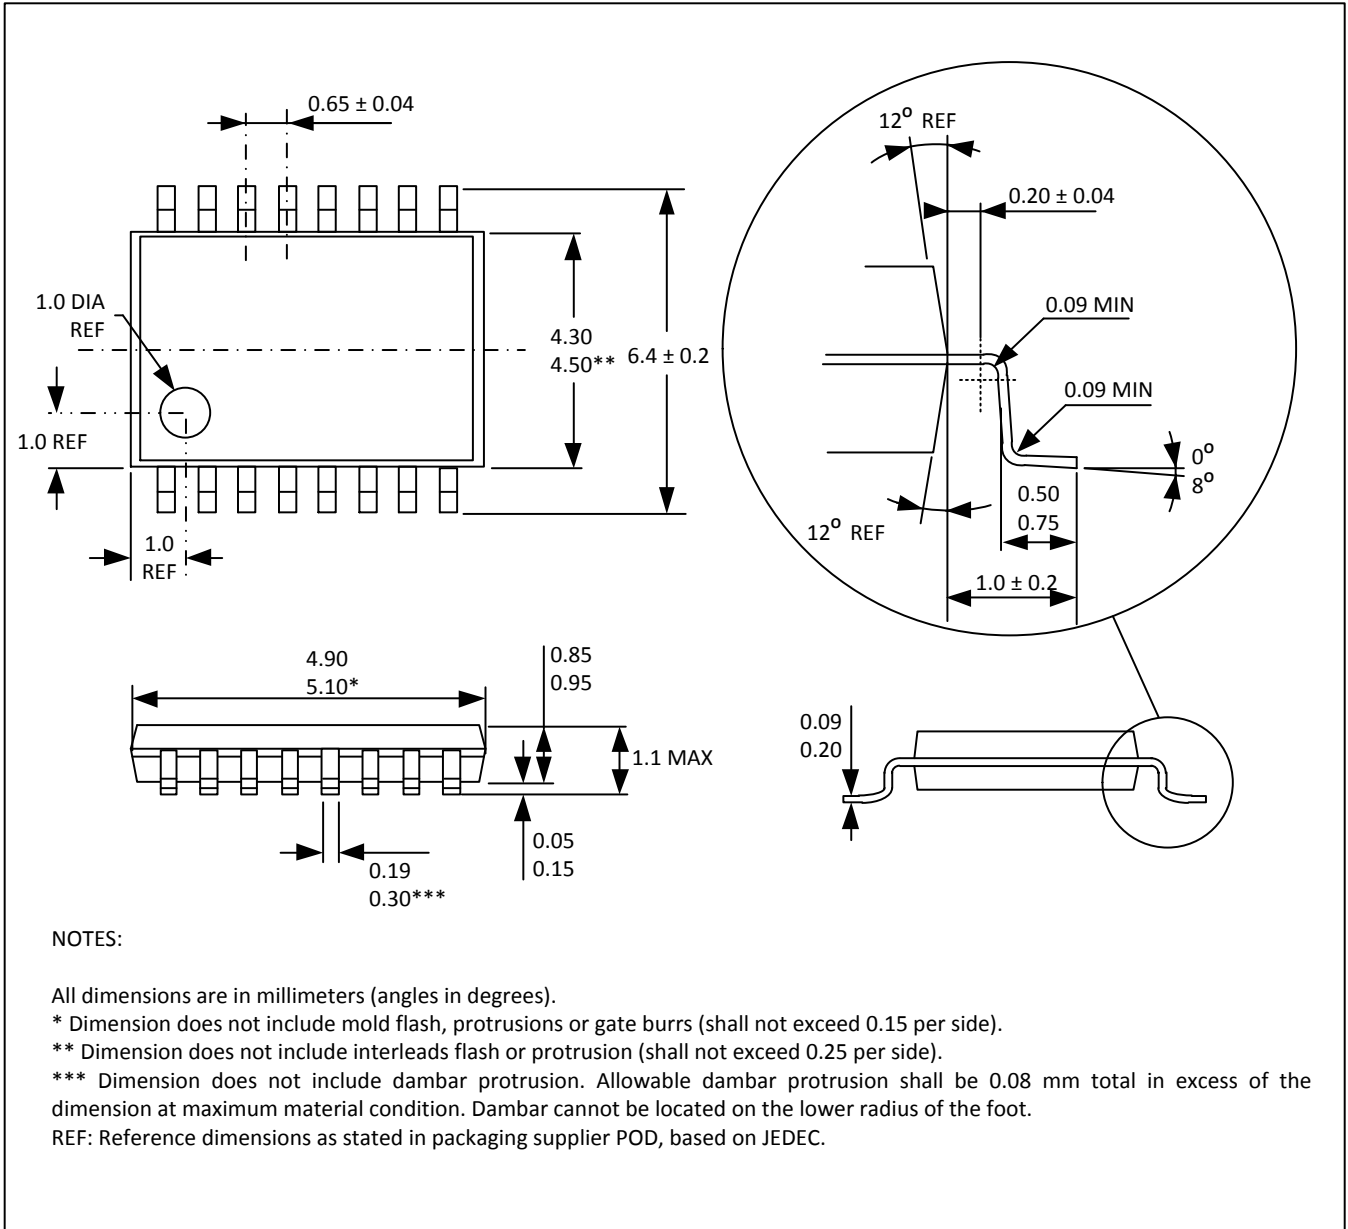 0.65 ± 0.04
12° REF
0.20 ± 0.04
1.0 DIA
REF
0.09 MIN
4.30
4.50**
6.4 ± 0.2
0.09 MIN
1.0 REF
0°
8°
0.50
0.75
12° REF
1.0
REF
1.0 ± 0.2
4.90
5.10*
0.85
0.95
1.1 MAX
0.09
0.20
0.05
0.15
0.19
0.30***
NOTES:
All dimensions are in millimeters (angles in degrees).
* Dimension does not include mold flash, protrusions or gate burrs (shall not exceed 0.15 per side).
** Dimension does not include interleads flash or protrusion (shall not exceed 0.25 per side).
*** Dimension does not include dambar protrusion. Allowable dambar protrusion shall be 0.08 mm total in excess of the
dimension at maximum material condition. Dambar cannot be located on the lower radius of the foot.
REF: Reference dimensions as stated in packaging supplier POD, based on JEDEC.